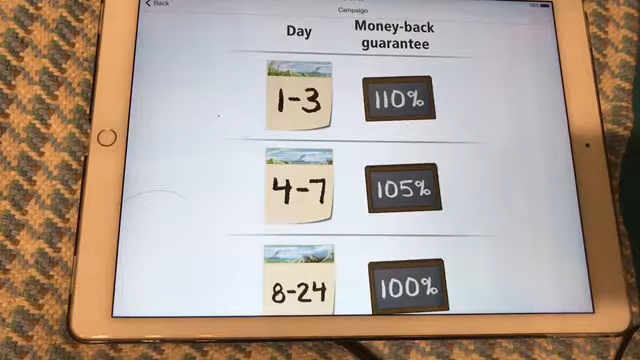 Back
Campaign
Day Money-back
guarantee
1-3 110%
4-7 105%
8-24 100%